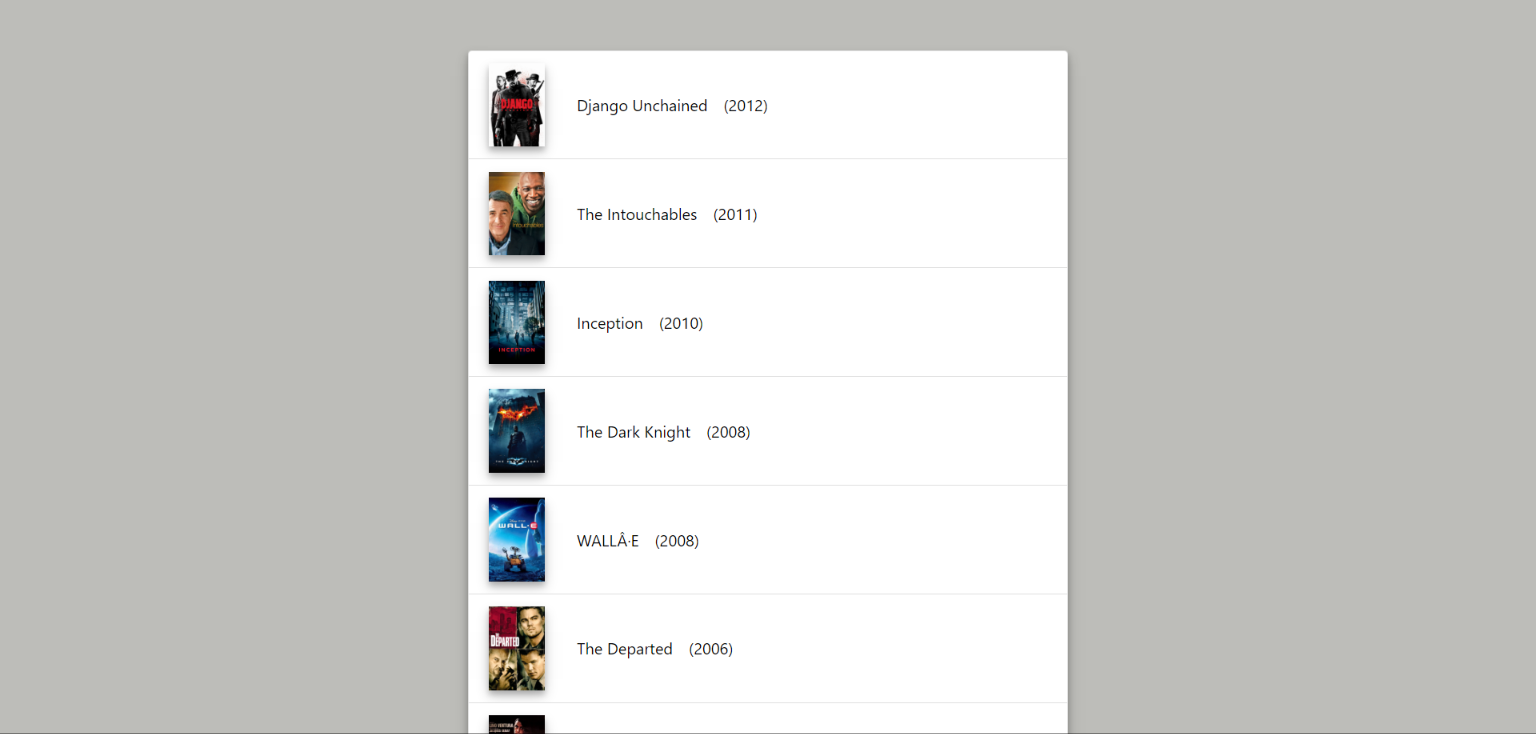 DJANGO
Django Unchained (2012)
The Intouchables (2011)
INCEPTION
Inception (2010)
The Dark Knight (2008)
WALL·E
WALLÂ·E (2008)
THE DEPARTED
The Departed (2006)